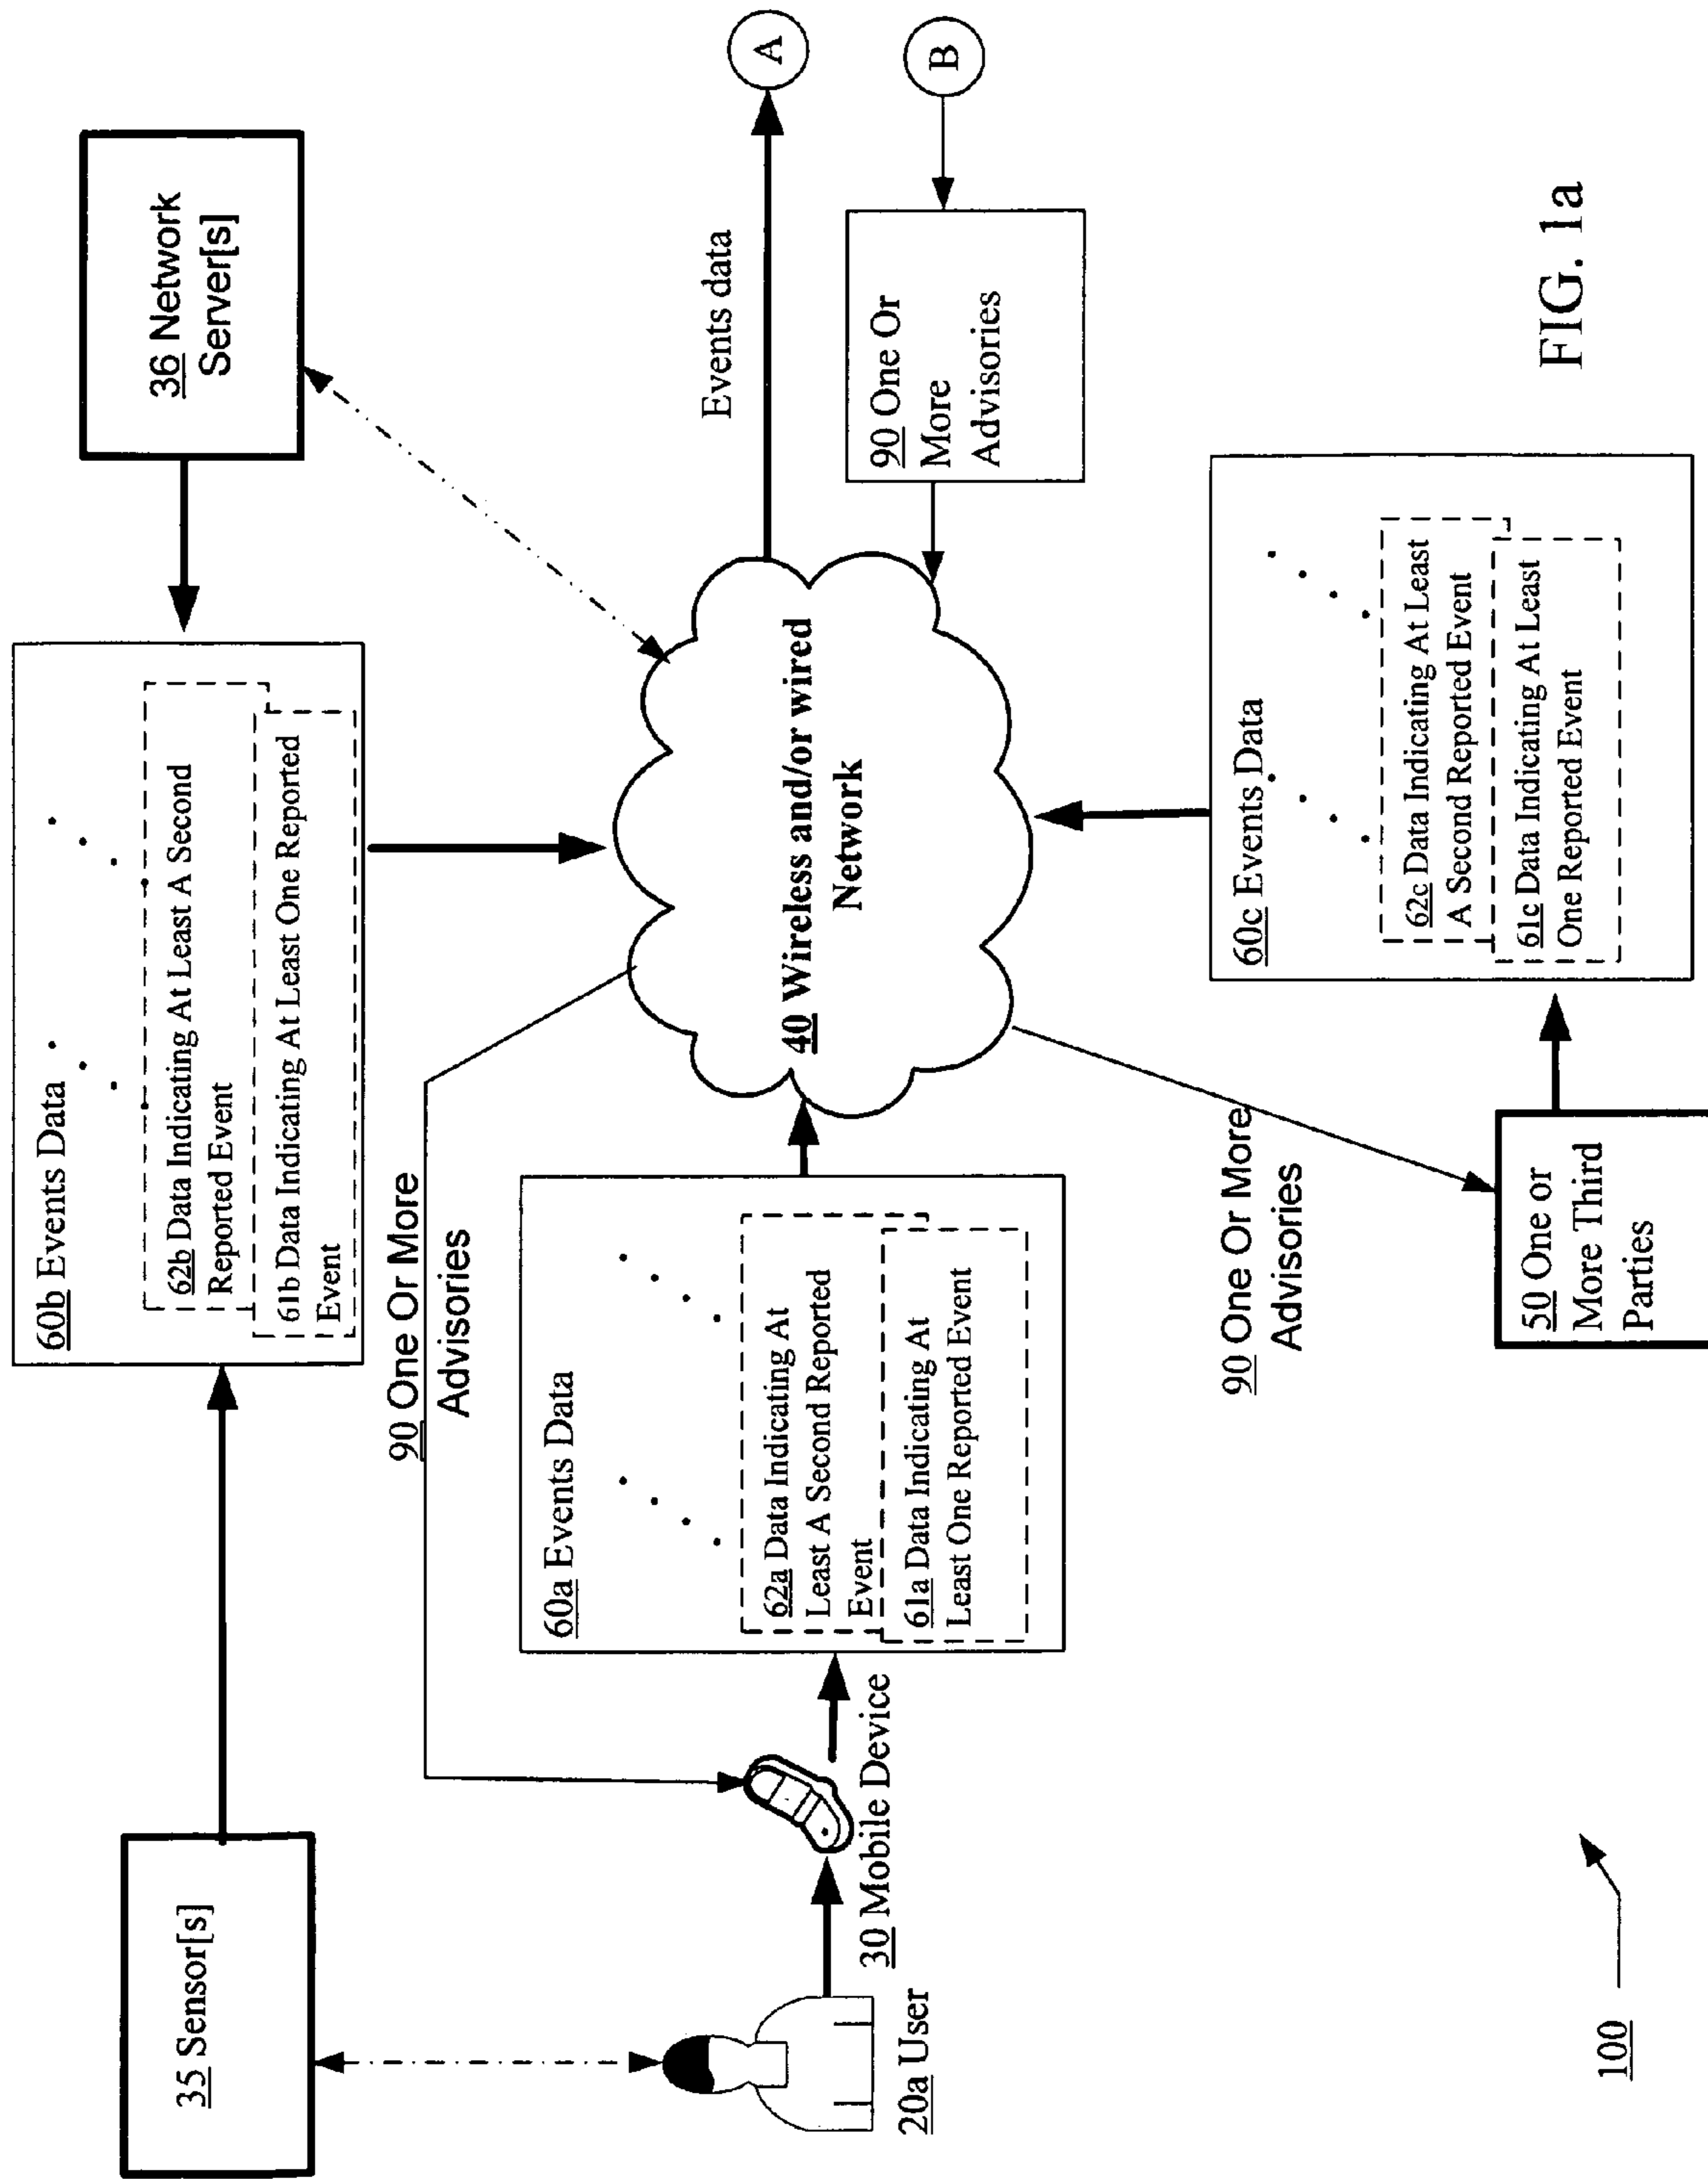 35 Sensor[s]
60b Events Data
62b Data Indicating At Least A Second
Reported Event
61b Data Indicating At Least One Reported
Event
36 Network
Server[s]
90 One Or More
Advisories
20a User
30 Mobile Device
60a Events Data
62a Data Indicating At
Least A Second Reported
Event
61a Data Indicating At
Least One Reported Event
40 Wireless and/or wired
Network
Events data
A
B
90 One Or
More
Advisories
90 One Or More
Advisories
50 One or
More Third
Parties
60c Events Data
62c Data Indicating At Least
A Second Reported Event
61c Data Indicating At Least
One Reported Event
100
FIG. 1a